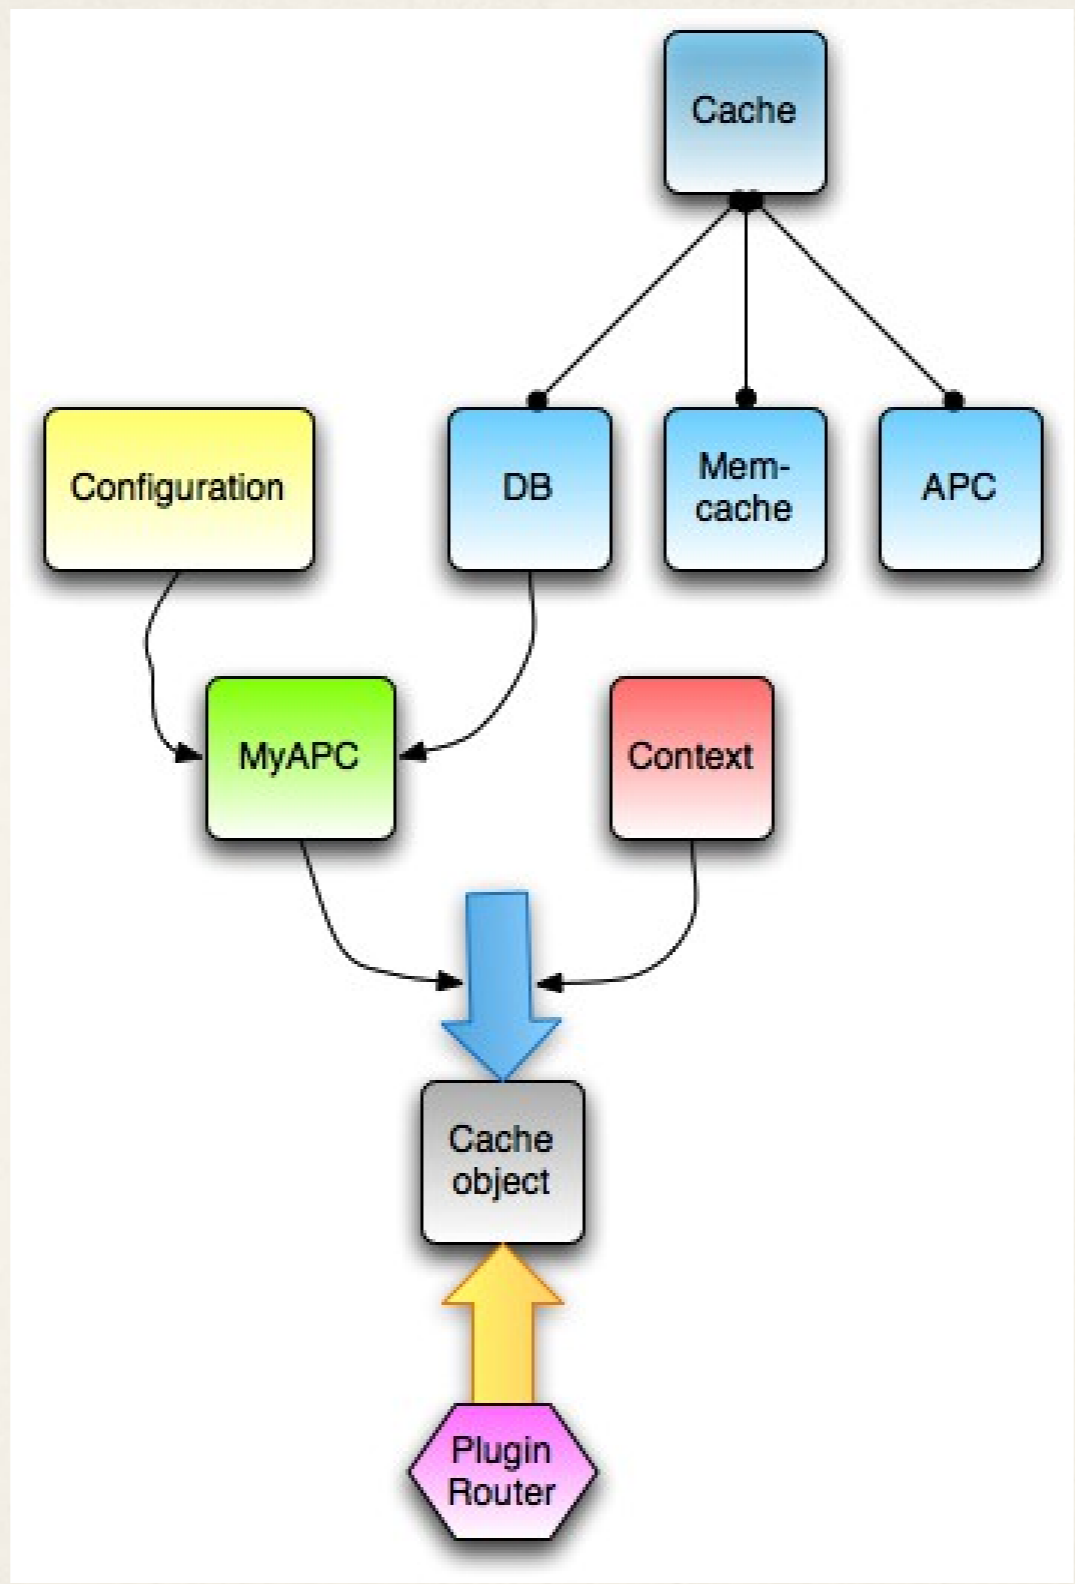 Cache
Configuration
DB
Mem-
cache
APC
MyAPC
Context
Cache
object
Plugin
Router